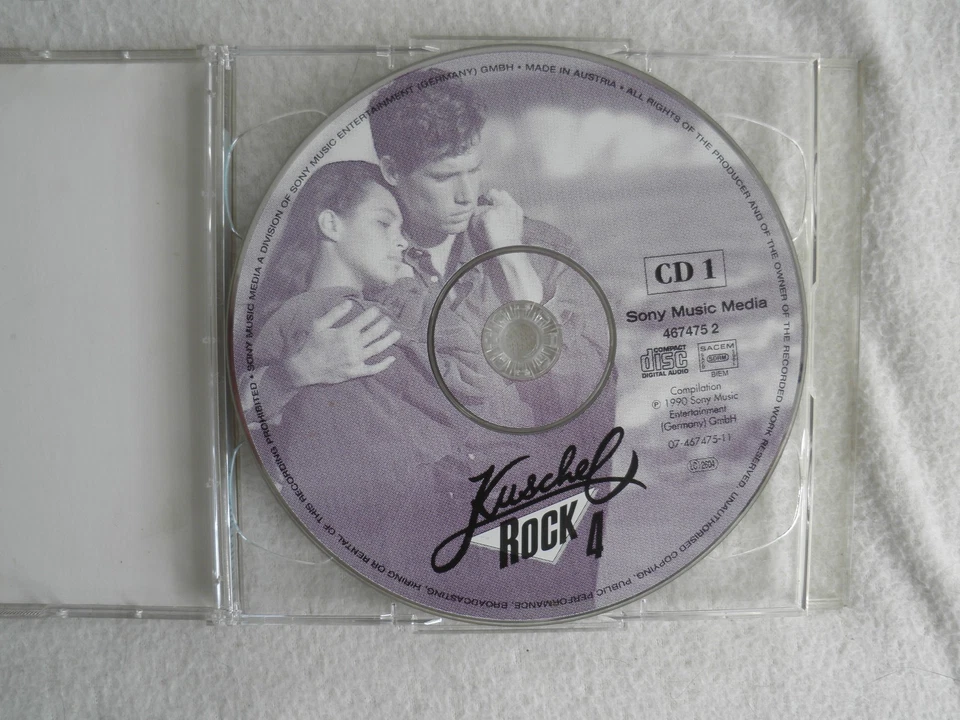 • SONY MUSIC MEDIA A DIVISION OF SONY MUSIC ENTERTAINMENT (GERMANY) GMBH • MADE IN AUSTRIA • ALL RIGHTS OF THE PRODUCER AND OF THE OWNER OF THE RECORDED WORK RESERVED. UNAUTHORISED COPYING, PUBLIC PERFORMANCE, BROADCASTING, HIRING OR RENTAL OF THIS RECORDING PROHIBITED
CD 1
Sony Music Media
467475 2
COMPACT
disc
DIGITAL AUDIO
SACEM
BIEM
Compilation
℗ 1990 Sony Music
Entertainment
(Germany) GmbH
07-467475-11
LC 2604
Kuschel
ROCK 4